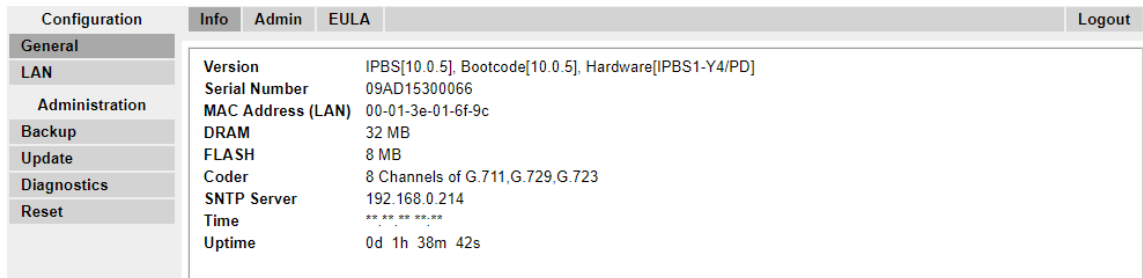 Configuration
General
LAN
Administration
Backup
Update
Diagnostics
Reset
Info Admin EULA Logout
Version IPBS[10.0.5], Bootcode[10.0.5], Hardware[IPBS1-Y4/PD]
Serial Number 09AD15300066
MAC Address (LAN) 00-01-3e-01-6f-9c
DRAM 32 MB
FLASH 8 MB
Coder 8 Channels of G.711,G.729,G.723
SNTP Server 192.168.0.214
Time **.**.** **:**
Uptime 0d 1h 38m 42s